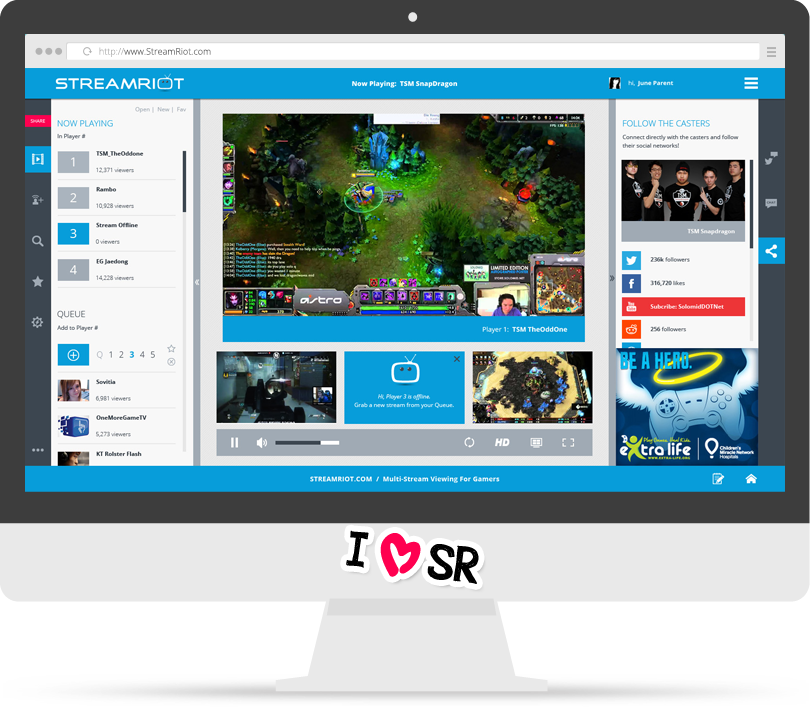 http://www.StreamRiot.com
STREAMRIOT
Now Playing: TSM SnapDragon
hi, June Parent
SHARE
Open | New | Fav
NOW PLAYING
In Player #
1
TSM_TheOddone
12,371 viewers
2
Rambo
10,928 viewers
3
Stream Offline
0 viewers
4
EG Jaedong
14,228 viewers
QUEUE
Add to Player #
Q 1 2 3 4 5
Sovitia
6,981 viewers
OneMoreGameTV
5,273 viewers
KT Rolster Flash
astro
LIMITED EDITION
Player 1: TSM TheOddOne
Hi, Player 3 is offline.
Grab a new stream from your Queue.
HD
FOLLOW THE CASTERS
Connect directly with the casters and follow
their social networks!
TSM
TSM Snapdragon
236k followers
316,720 likes
Subcribe: SolomidDOTNet
256 followers
BE A HERO.
Play Games. Heal Kids.
extra life
WWW.EXTRA-LIFE.ORG
Children's
Miracle Network
Hospitals
STREAMRIOT.COM / Multi-Stream Viewing For Gamers
I SR